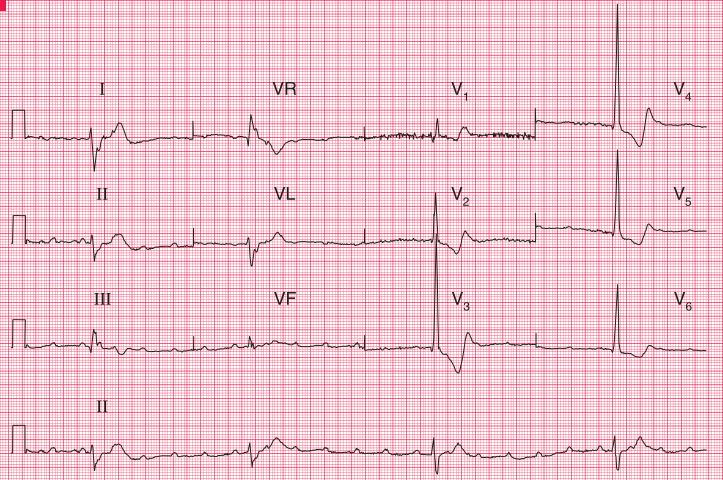 I VR V₁ V₄
II VL V₂ V₅
III VF V₃ V₆
II